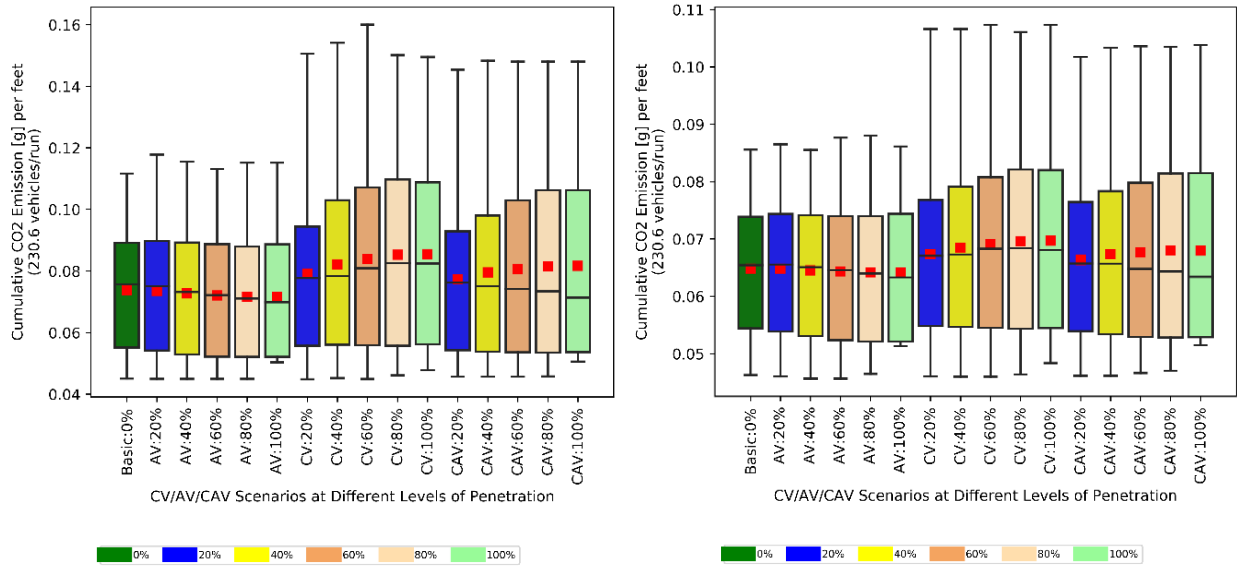 Cumulative CO2 Emission [g] per feet
(230.6 vehicles/run)
0.16
0.14
0.12
0.10
0.08
0.06
0.04
Basic:0%
AV:20%
AV:40%
AV:60%
AV:80%
AV:100%
CV:20%
CV:40%
CV:60%
CV:80%
CV:100%
CAV:20%
CAV:40%
CAV:60%
CAV:80%
CAV:100%
CV/AV/CAV Scenarios at Different Levels of Penetration
0% 20% 40% 60% 80% 100%
Cumulative CO2 Emission [g] per feet
(230.6 vehicles/run)
0.11
0.10
0.09
0.08
0.07
0.06
0.05
Basic:0%
AV:20%
AV:40%
AV:60%
AV:80%
AV:100%
CV:20%
CV:40%
CV:60%
CV:80%
CV:100%
CAV:20%
CAV:40%
CAV:60%
CAV:80%
CAV:100%
CV/AV/CAV Scenarios at Different Levels of Penetration
0% 20% 40% 60% 80% 100%